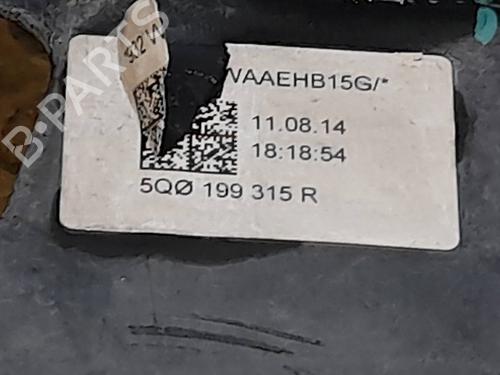 WAAEHB15G/*
11.08.14
18:18:54
5QØ 199 315 R
B-PARTS